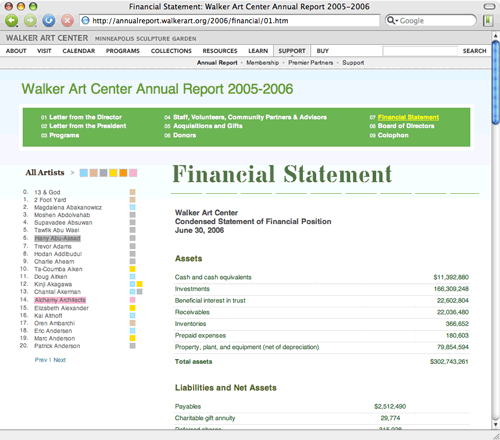 Financial Statement: Walker Art Center Annual Report 2005-2006
http://annualreport.walkerart.org/2006/financial/01.htm
Google
WALKER ART CENTER MINNEAPOLIS SCULPTURE GARDEN
ABOUT VISIT CALENDAR PROGRAMS COLLECTIONS RESOURCES LEARN SUPPORT BUY SEARCH
Annual Report • Membership • Premier Partners • Support
Walker Art Center Annual Report 2005-2006
01 Letter from the Director
02 Letter from the President
03 Programs
04 Staff, Volunteers, Community Partners & Advisors
05 Acquisitions and Gifts
06 Donors
07 Financial Statement
08 Board of Directors
09 Colophon
All Artists >
0. 13 & God
1. 2 Foot Yard
2. Magdalena Abakanowicz
3. Moshen Abdolvahab
4. Supavadee Absuwan
5. Tawfik Abu Wael
6. Hany Abu-Assad
7. Trevor Adams
8. Hodan Addibudul
9. Charlie Ahearn
10. Ta-Coumba Aiken
11. Doug Aitken
12. Kinji Akagawa
13. Chantal Akerman
14. Alchemy Architects
15. Elizabeth Alexander
16. Kai Althoff
17. Oren Ambarchi
18. Eric Andersen
19. Marc Anderson
20. Patrick Anderson
Prev | Next
Financial Statement
Walker Art Center
Condensed Statement of Financial Position
June 30, 2006
Assets
Cash and cash equivalents $11,392,880
Investments 166,309,248
Beneficial interest in trust 22,602,804
Receivables 22,036,480
Inventories 366,652
Prepaid expenses 180,603
Property, plant, and equipment (net of depreciation) 79,854,594
Total assets $302,743,261
Liabilities and Net Assets
Payables $2,512,490
Charitable gift annuity 29,774